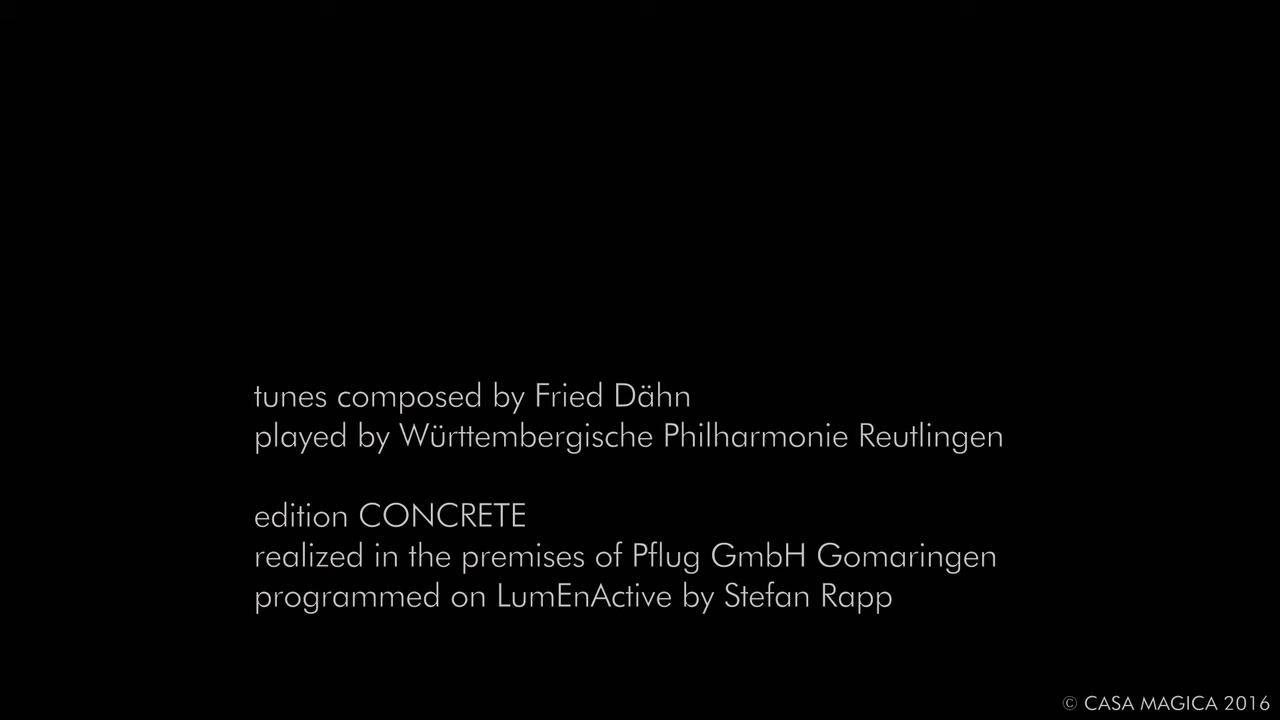 tunes composed by Fried Dähn
played by Württembergische Philharmonie Reutlingen
edition CONCRETE
realized in the premises of Pflug GmbH Gomaringen
programmed on LumEnActive by Stefan Rapp
© CASA MAGICA 2016